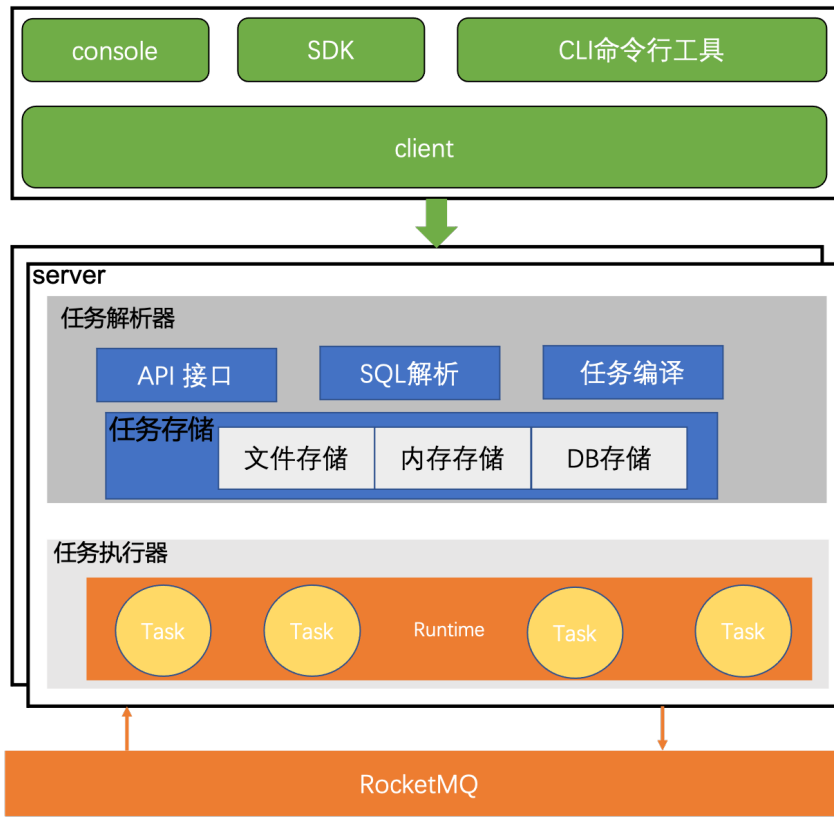 console
SDK
CLI命令行工具
client
server
任务解析器
API 接口
SQL解析
任务编译
任务存储
文件存储
内存存储
DB存储
任务执行器
Task
Task
Runtime
Task
Task
RocketMQ